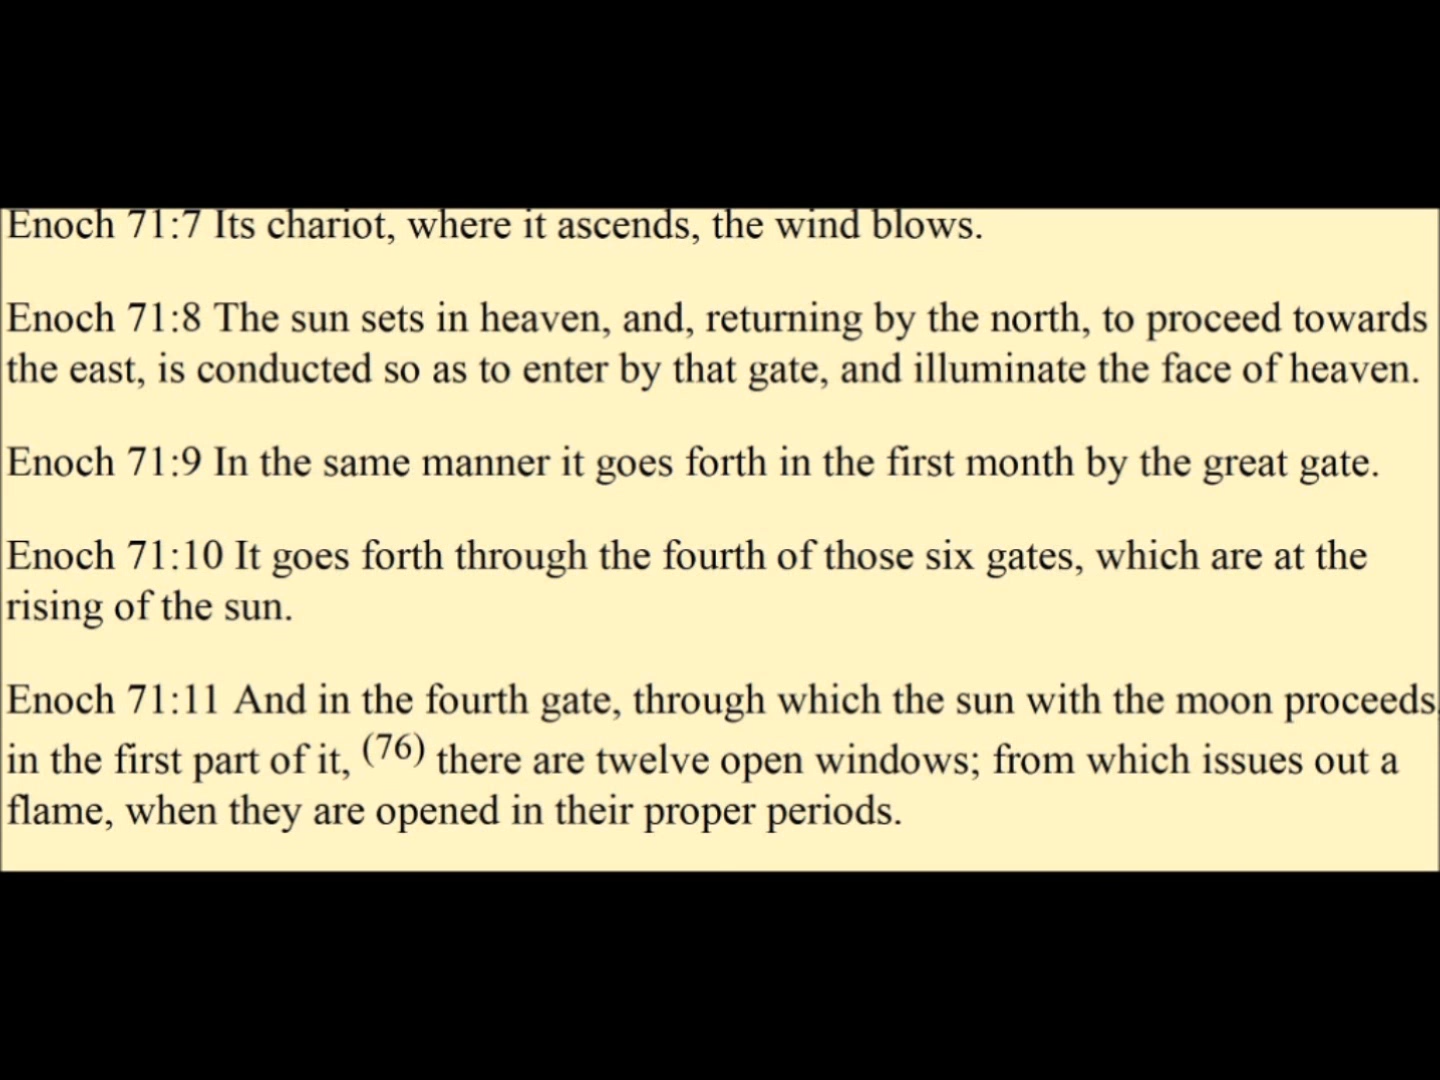 Enoch 71:7 Its chariot, where it ascends, the wind blows.
Enoch 71:8 The sun sets in heaven, and, returning by the north, to proceed towards
the east, is conducted so as to enter by that gate, and illuminate the face of heaven.
Enoch 71:9 In the same manner it goes forth in the first month by the great gate.
Enoch 71:10 It goes forth through the fourth of those six gates, which are at the
rising of the sun.
Enoch 71:11 And in the fourth gate, through which the sun with the moon proceeds,
in the first part of it, (76) there are twelve open windows; from which issues out a
flame, when they are opened in their proper periods.